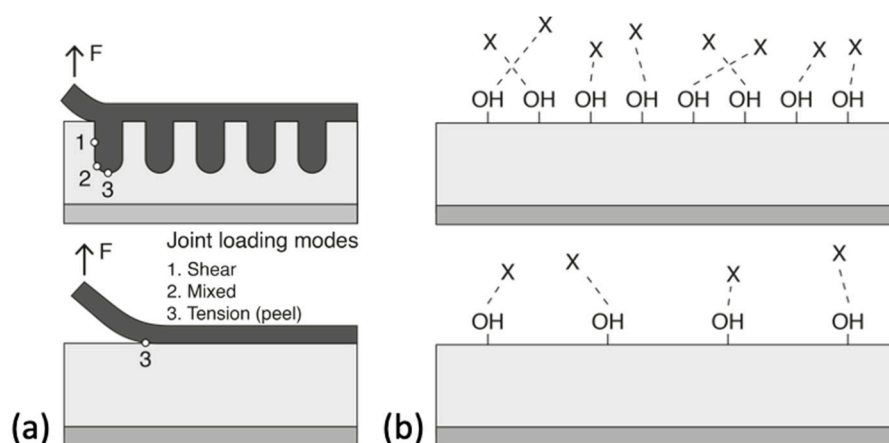 F
1
2
3
F
Joint loading modes
1. Shear
2. Mixed
3. Tension (peel)
3
(a)
X X X X X X X X
OH OH OH OH OH OH OH OH
X X X X
OH OH OH OH
(b)